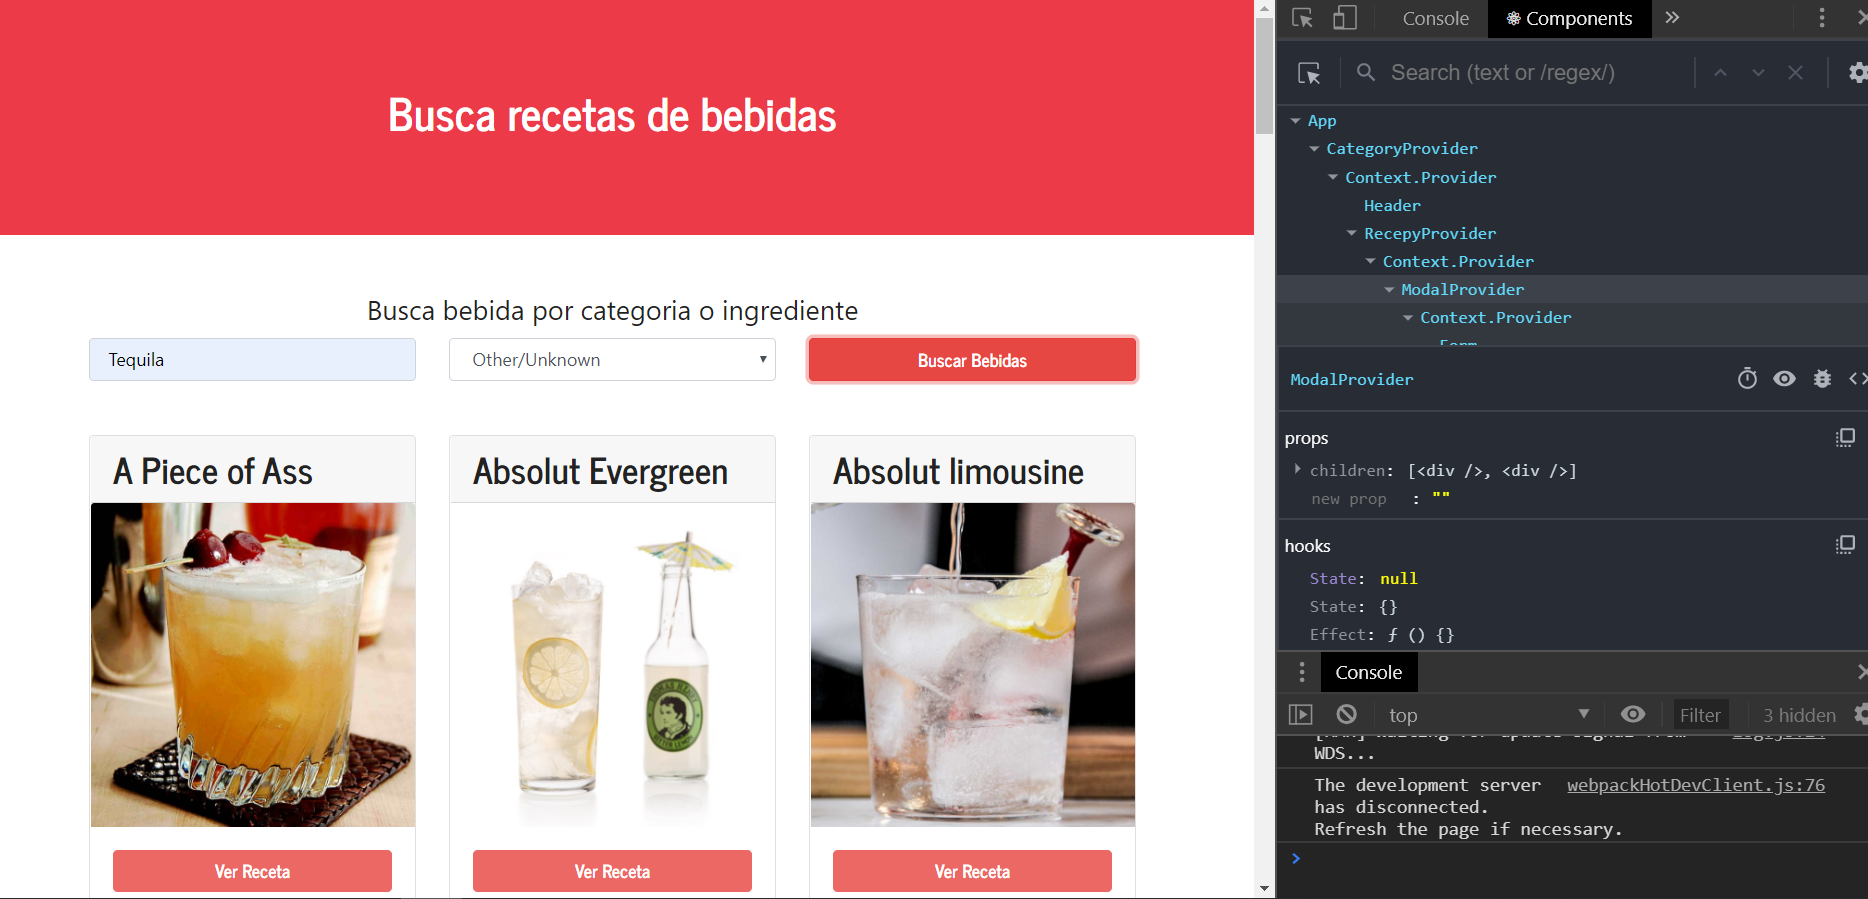 Busca recetas de bebidas
Busca bebida por categoria o ingrediente
Tequila
Other/Unknown
Buscar Bebidas
A Piece of Ass
Absolut Evergreen
Absolut limousine
Ver Receta
Ver Receta
Ver Receta
Console
Components
Search (text or /regex/)
App
CategoryProvider
Context.Provider
Header
RecepyProvider
Context.Provider
ModalProvider
Context.Provider
Form
ModalProvider
props
children: [<div />, <div />]
new prop : ""
hooks
State: null
State: {}
Effect: ƒ () {}
Console
top
Filter
3 hidden
WDS...
The development server webpackHotDevClient.js:76
has disconnected.
Refresh the page if necessary.